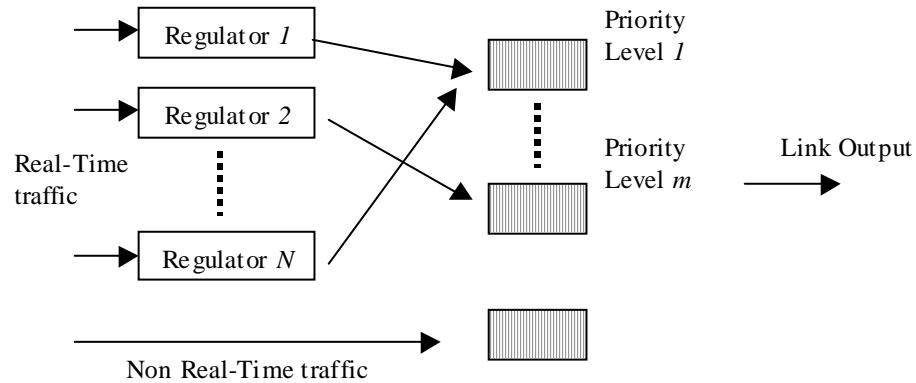 Regulator 1
Priority
Level 1
Regulator 2
Real-Time
traffic
Priority
Level m
Link Output
Regulator N
Non Real-Time traffic